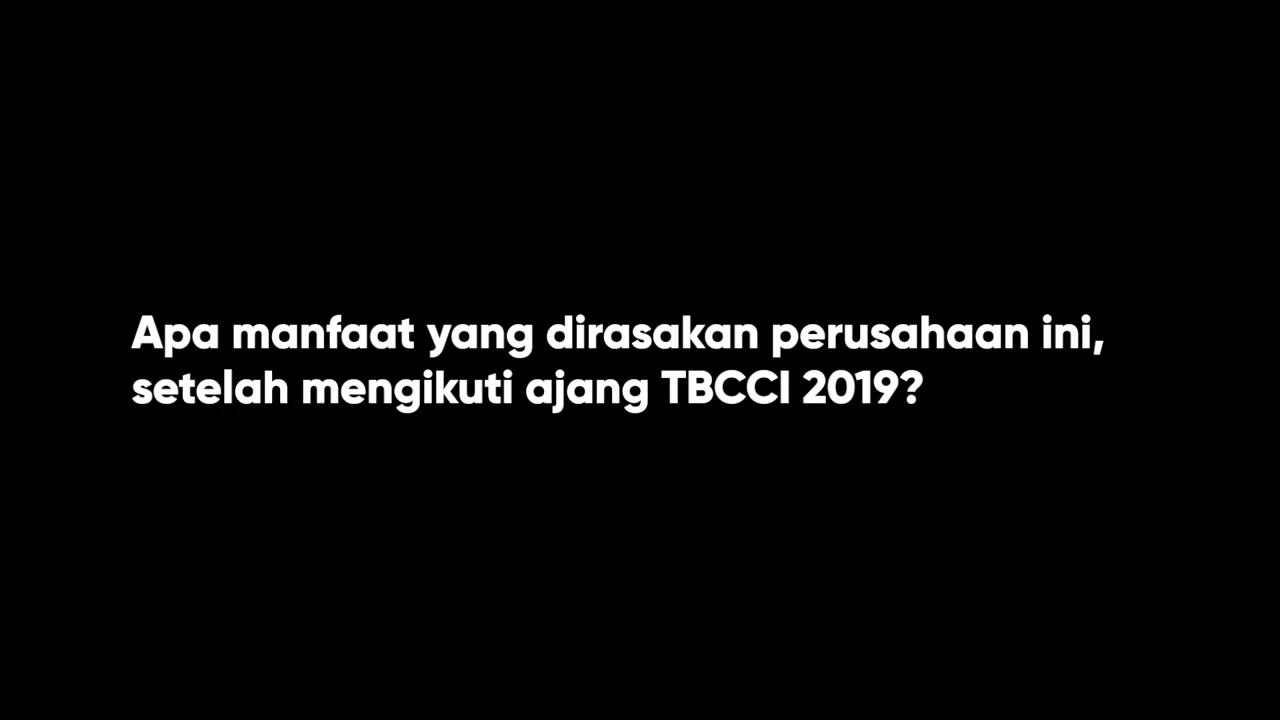 Apa manfaat yang dirasakan perusahaan ini,
setelah mengikuti ajang TBCCI 2019?